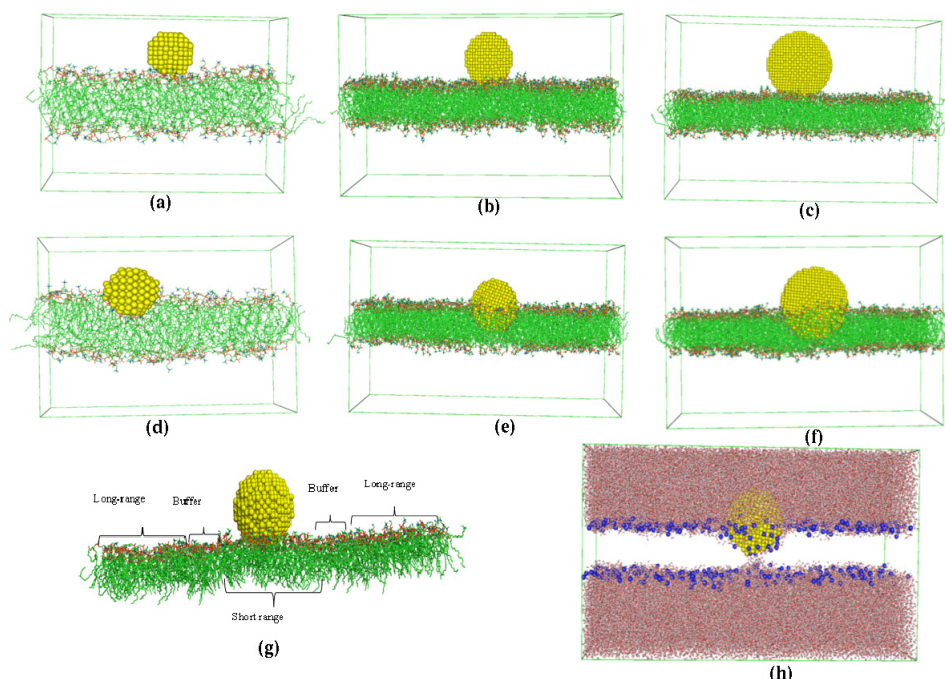 (a)
(b)
(c)
(d)
(e)
(f)
Long-range
Buffer
Buffer
Long-range
Short range
(g)
(h)